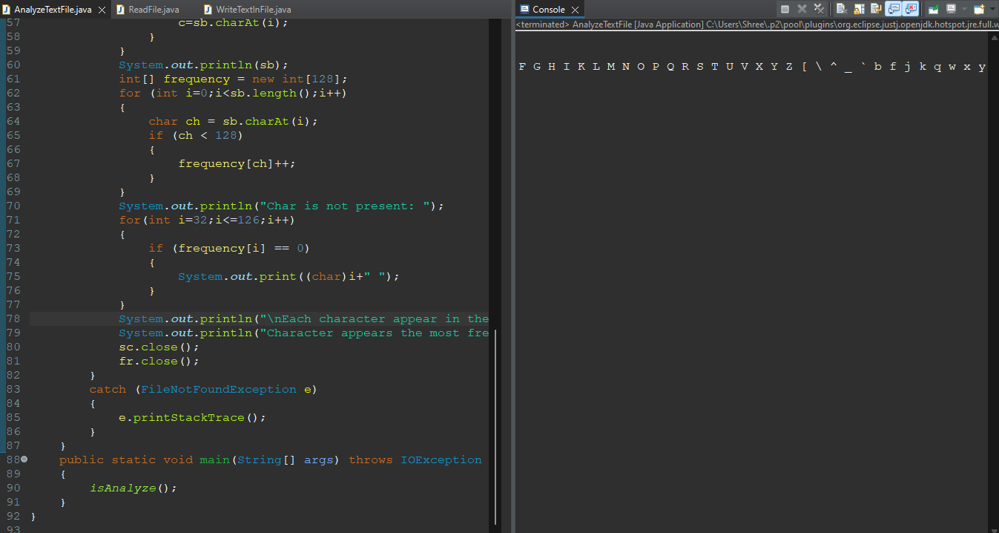 AnalyzeTextFile.java
ReadFile.java
WriteTextInFile.java
57 c=sb.charAt(i);
58 }
59 }
60 System.out.println(sb);
61 int[] frequency = new int[128];
62 for (int i=0;i<sb.length();i++)
63 {
64 char ch = sb.charAt(i);
65 if (ch < 128)
66 {
67 frequency[ch]++;
68 }
69 }
70 System.out.println("Char is not present: ");
71 for(int i=32;i<=126;i++)
72 {
73 if (frequency[i] == 0)
74 {
75 System.out.print((char)i+" ");
76 }
77 }
78 System.out.println("\nEach character appear in the
79 System.out.println("Character appears the most fre
80 sc.close();
81 fr.close();
82 }
83 catch (FileNotFoundException e)
84 {
85 e.printStackTrace();
86 }
87 }
88 public static void main(String[] args) throws IOException
89 {
90 isAnalyze();
91 }
92 }
93
Console
<terminated> AnalyzeTextFile [Java Application] C:\Users\Shree\.p2\pool\plugins\org.eclipse.justj.openjdk.hotspot.jre.full.w
F G H I K L M N O P Q R S T U V X Y Z [ \ ^ _ ` b f j k q w x y